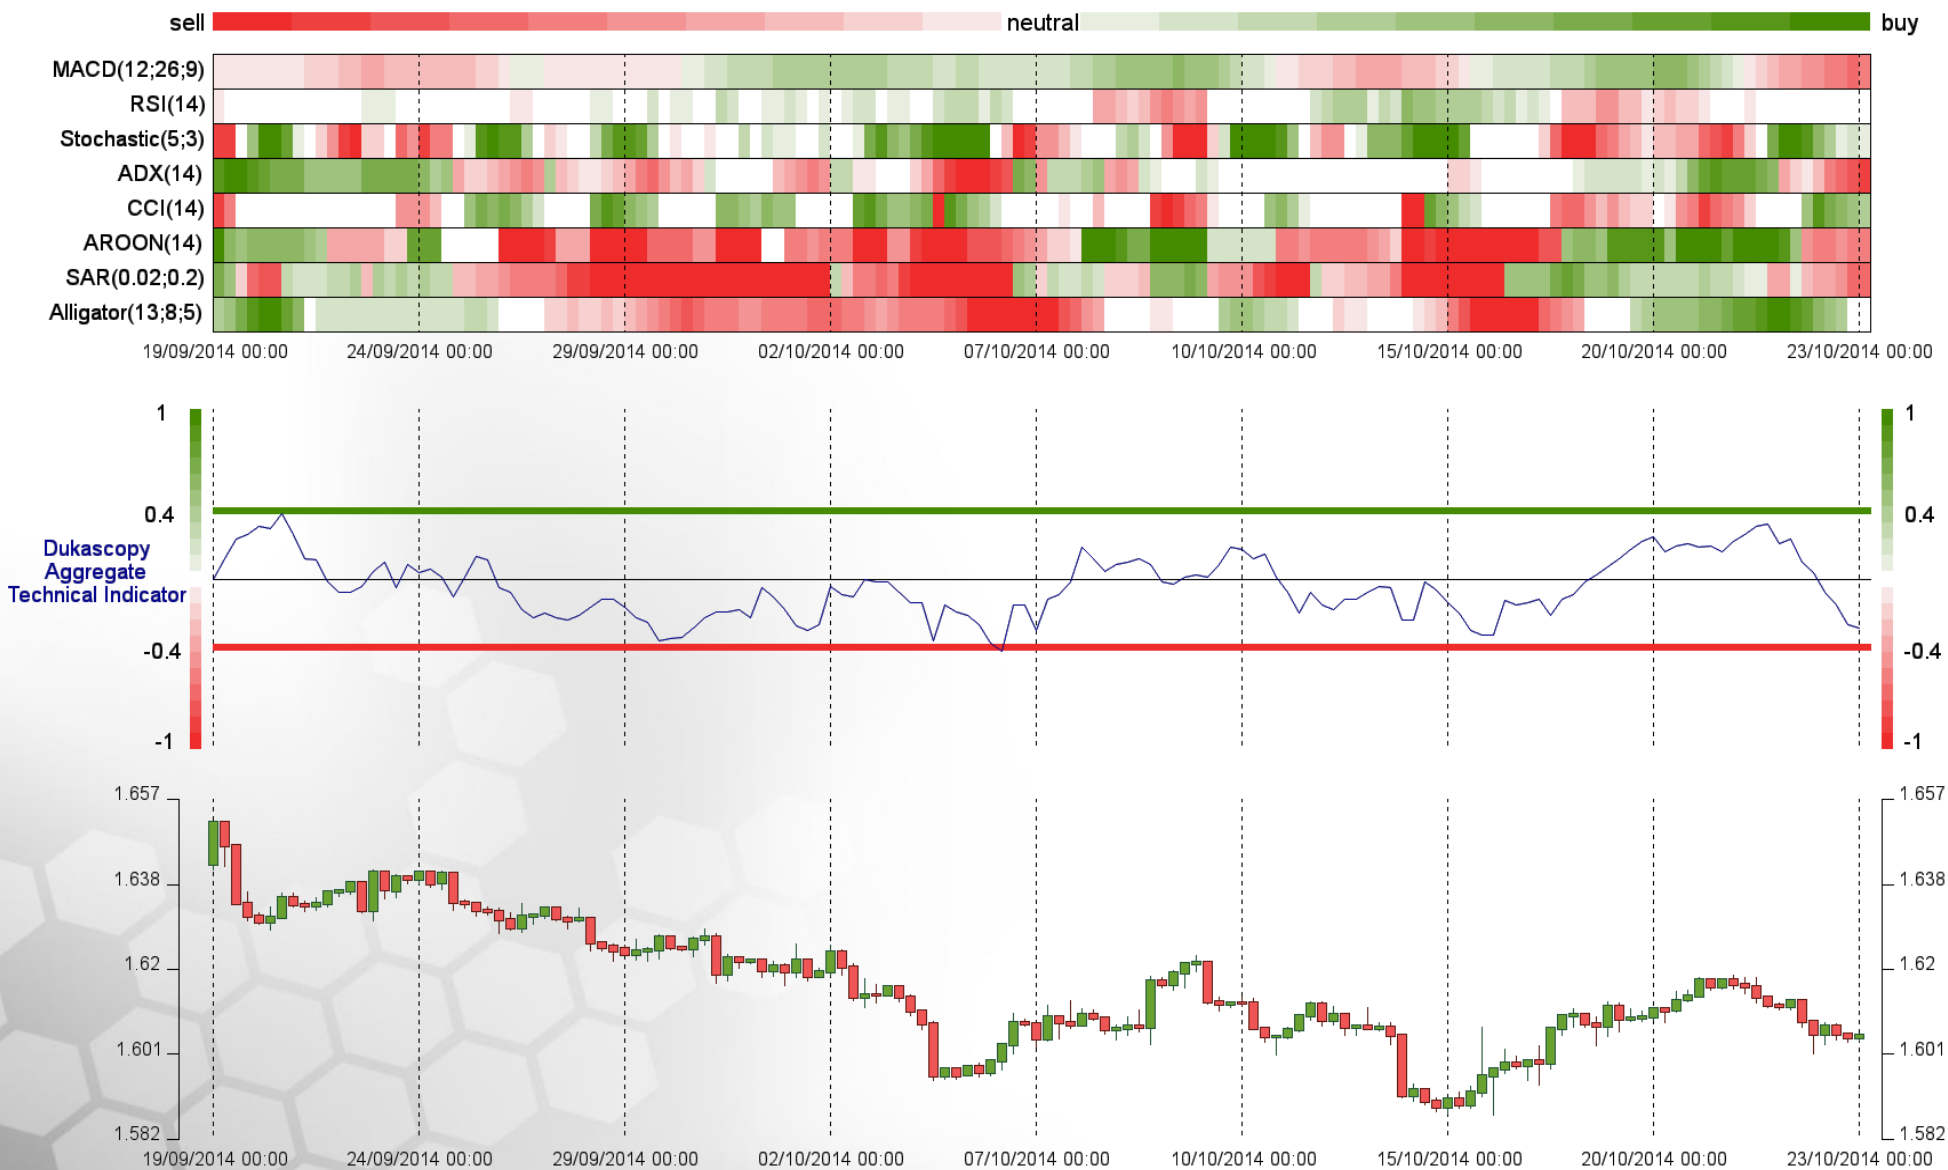 sell neutral buy
MACD(12;26;9)
RSI(14)
Stochastic(5;3)
ADX(14)
CCI(14)
AROON(14)
SAR(0.02;0.2)
Alligator(13;8;5)
19/09/2014 00:00 24/09/2014 00:00 29/09/2014 00:00 02/10/2014 00:00 07/10/2014 00:00 10/10/2014 00:00 15/10/2014 00:00 20/10/2014 00:00 23/10/2014 00:00
1 1
0.4 0.4
Dukascopy
Aggregate
Technical Indicator
-0.4 -0.4
-1 -1
1.657 1.657
1.638 1.638
1.62 1.62
1.601 1.601
1.582 1.582
19/09/2014 00:00 24/09/2014 00:00 29/09/2014 00:00 02/10/2014 00:00 07/10/2014 00:00 10/10/2014 00:00 15/10/2014 00:00 20/10/2014 00:00 23/10/2014 00:00